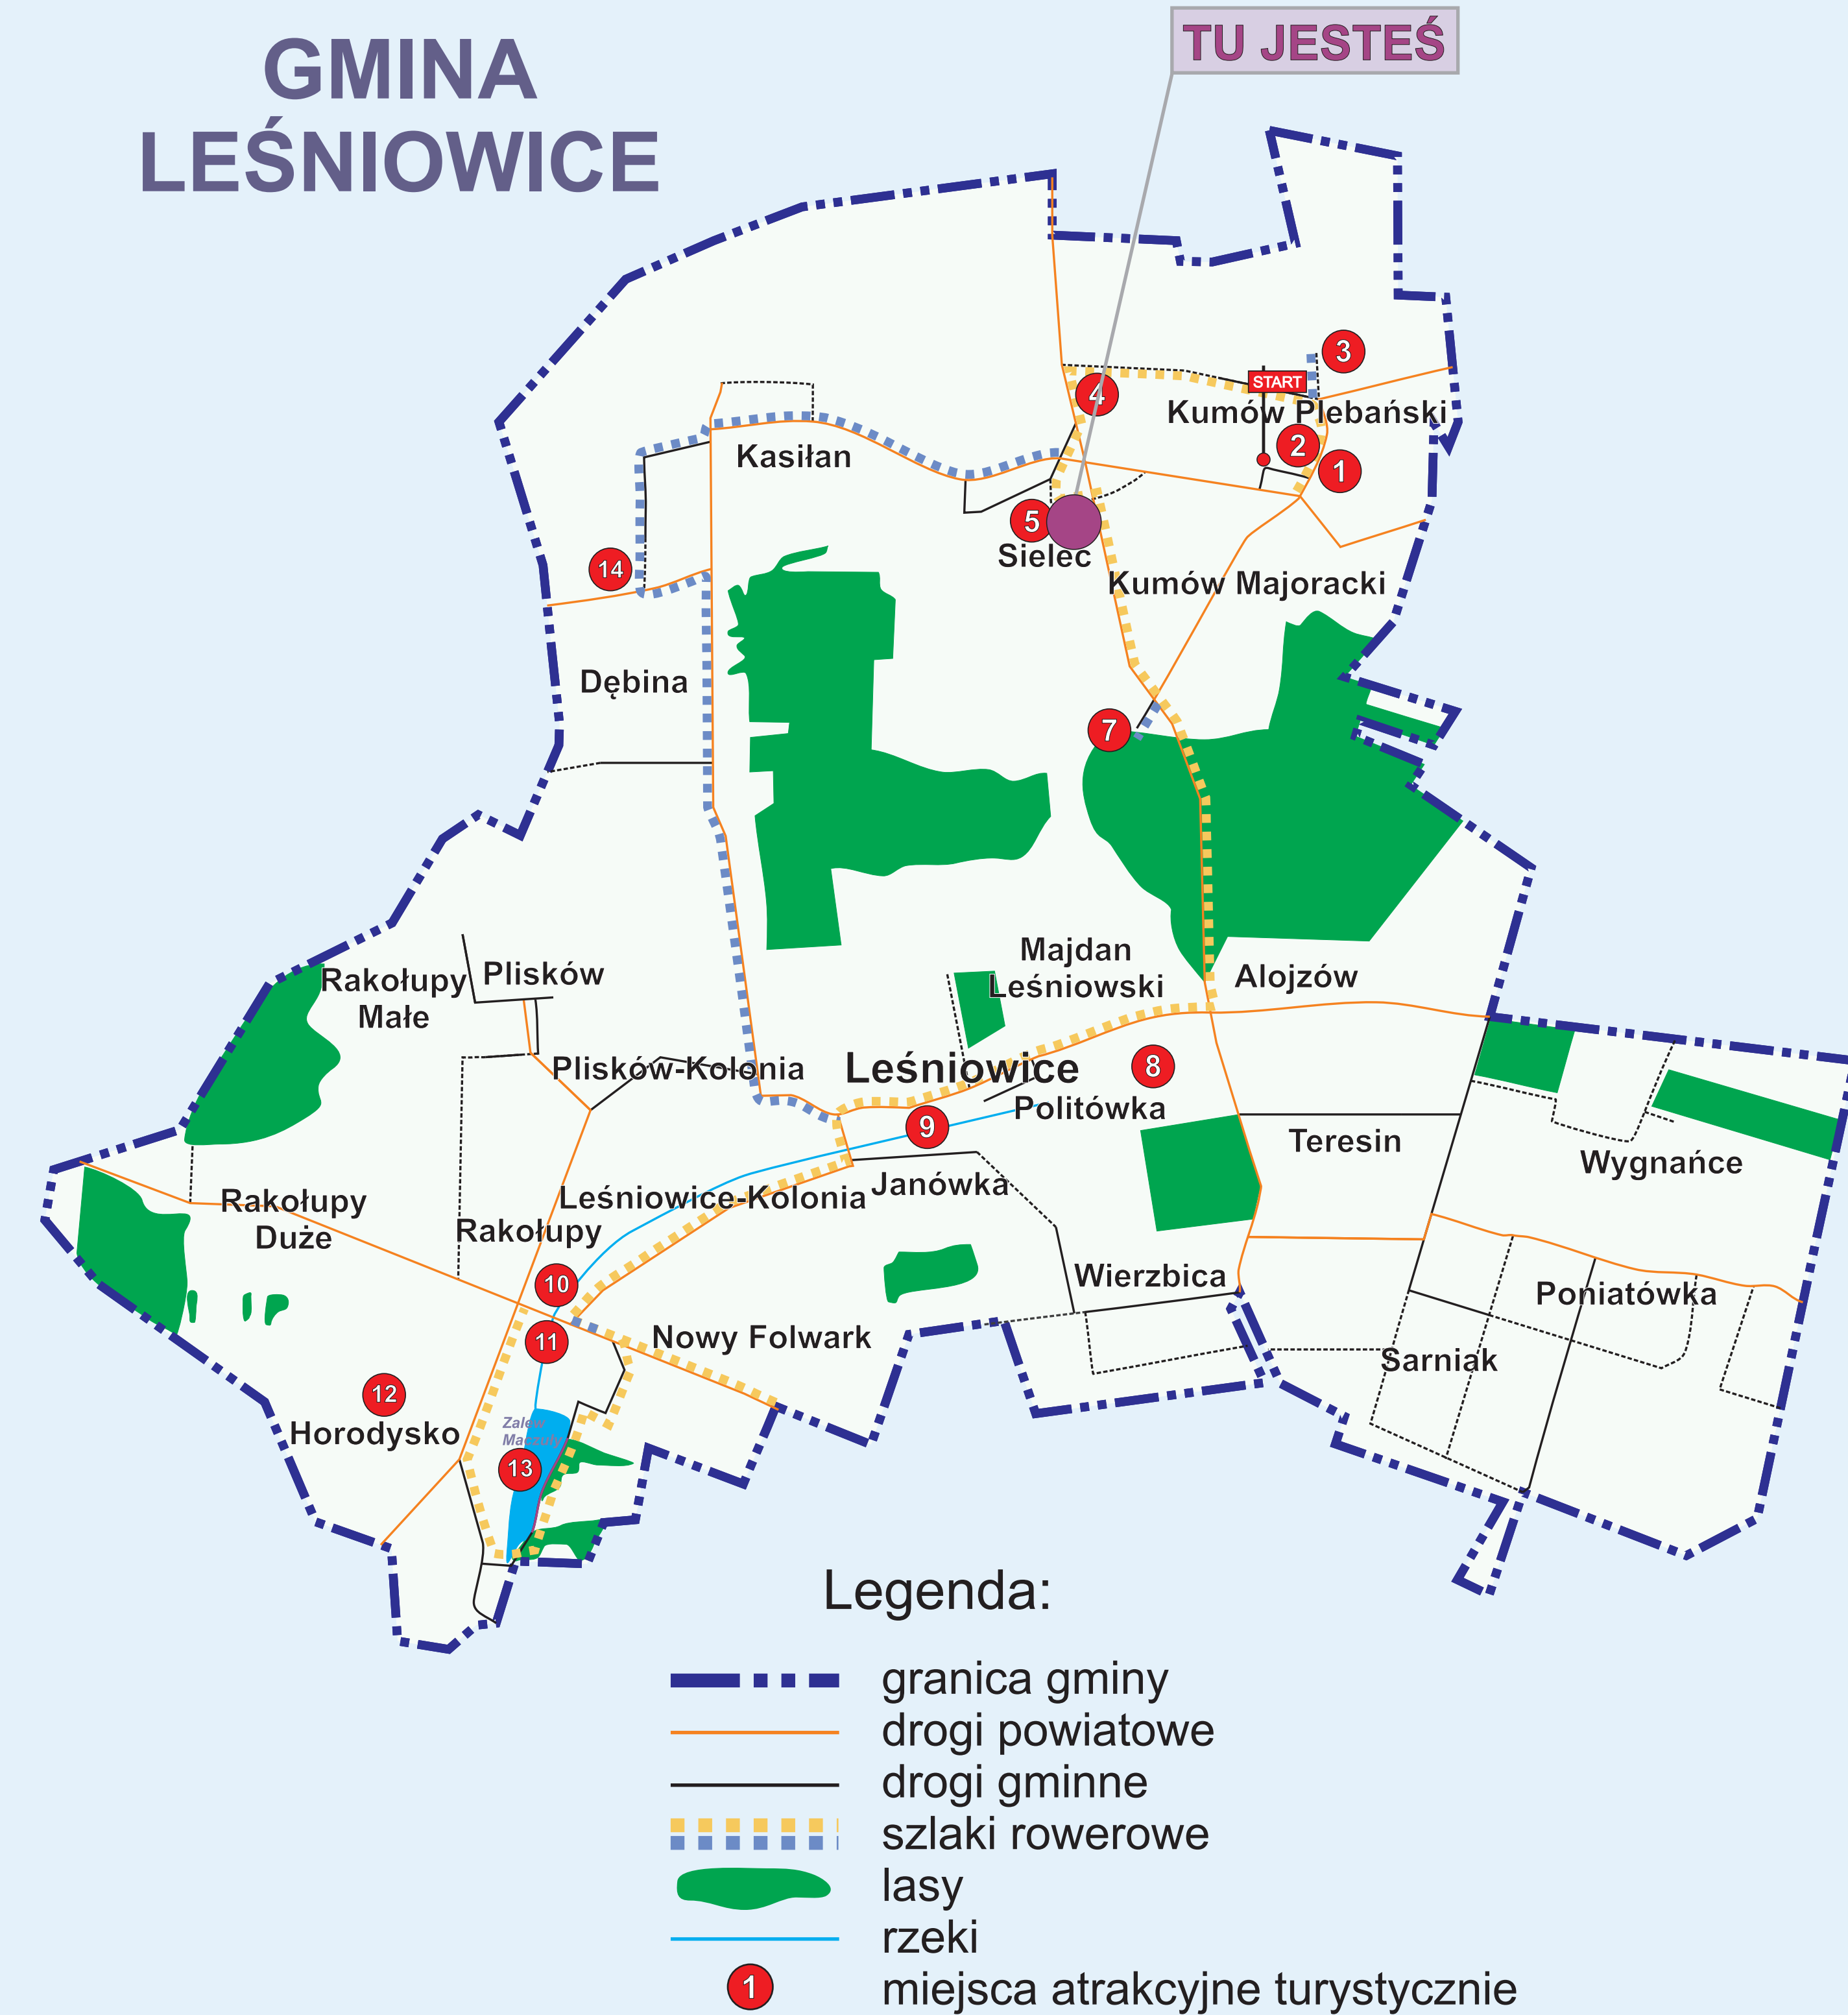 GMINA
LEŚNIOWICE
TU JESTEŚ
3
START
4
Kumów Plebański
2
1
Kasiłan
5
Sielec
14
Kumów Majoracki
Dębina
7
Majdan
Leśniowski
Alojzów
Rakołupy
Małe
Plisków
Plisków-Kolonia
Leśniowice
8
Politówka
9
Teresin
Wygnańce
Janówka
Leśniowice-Kolonia
Rakołupy
Duże
Rakołupy
10
Wierzbica
Poniatówka
11
Nowy Folwark
Sarniak
12
Horodysko
Zalew
Maczuły
13
Legenda:
granica gminy
drogi powiatowe
drogi gminne
szlaki rowerowe
lasy
rzeki
1
miejsca atrakcyjne turystycznie